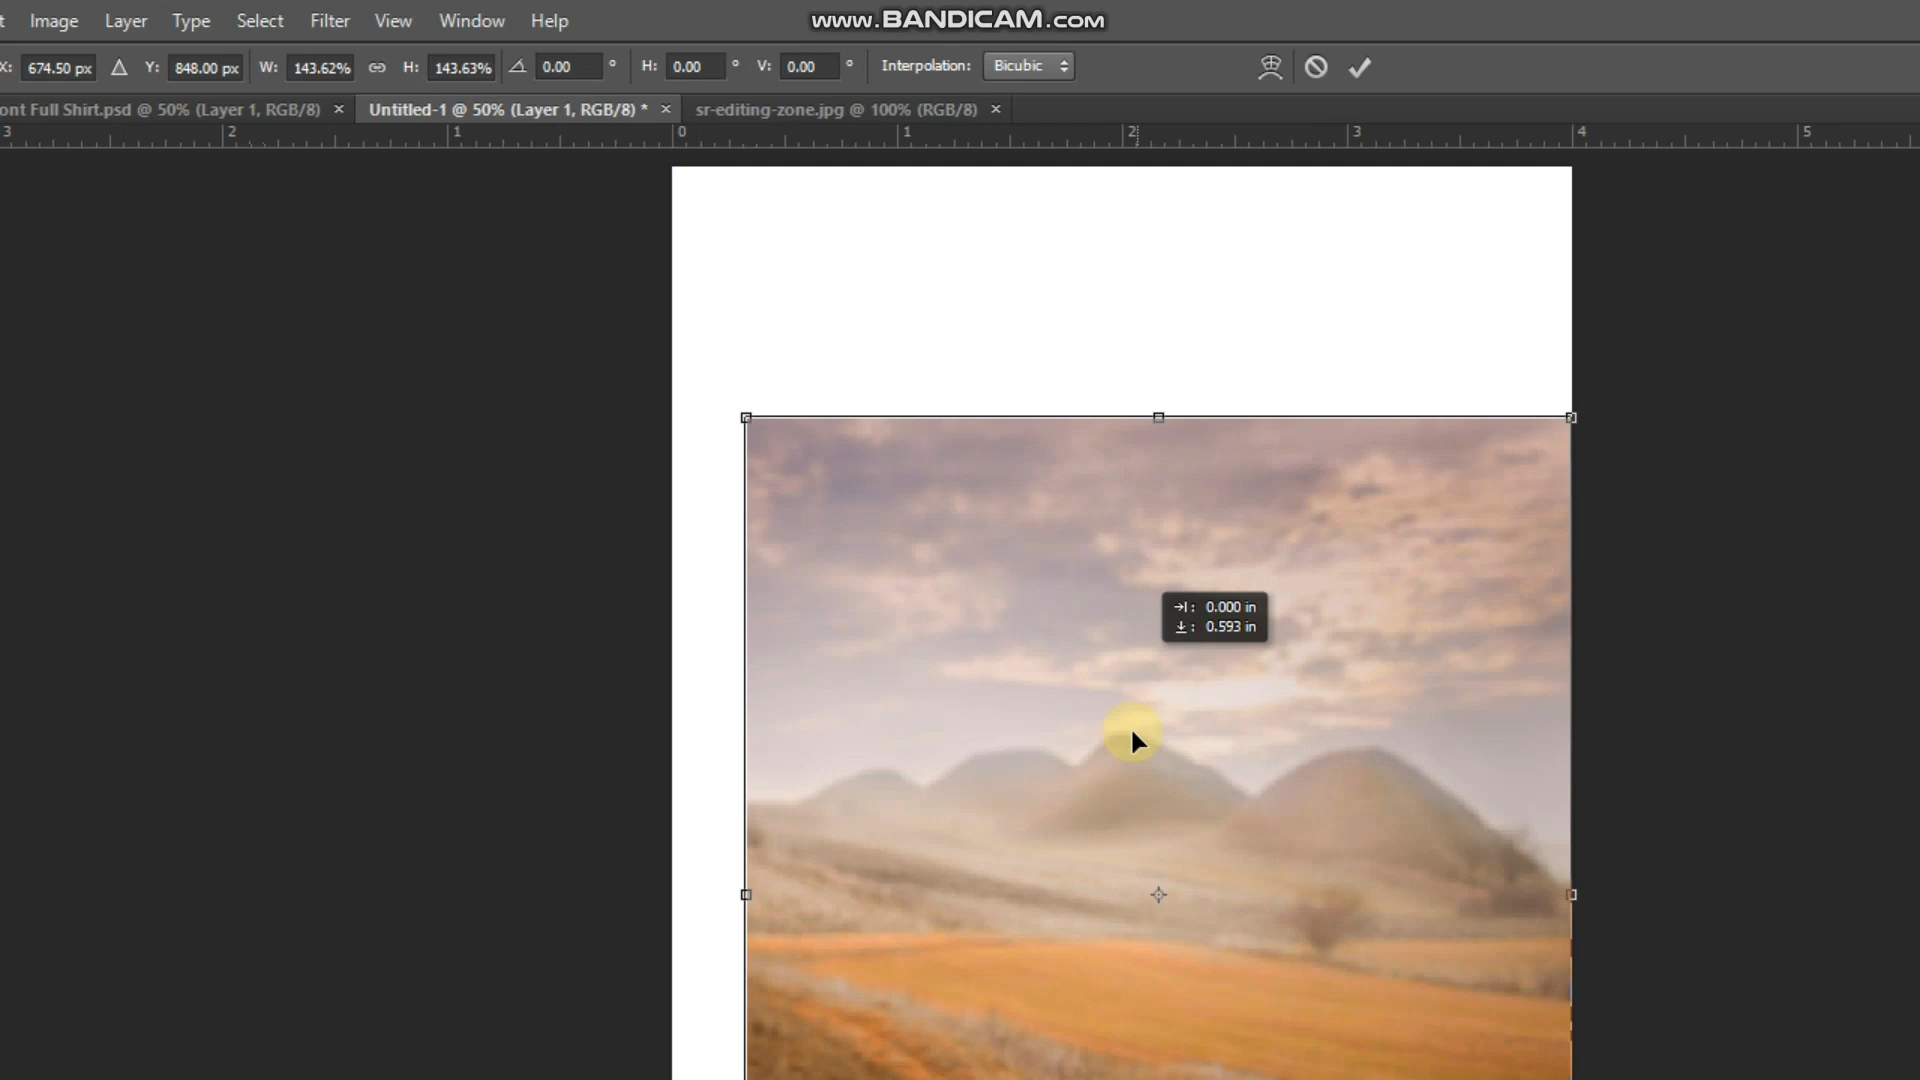 t Image Layer Type Select Filter View Window Help
www.BANDICAM.com
X: 674.50 px Y: 848.00 px W: 143.62% H: 143.63% 0.00 ° H: 0.00 ° V: 0.00 ° Interpolation: Bicubic
ont Full Shirt.psd @ 50% (Layer 1, RGB/8) × Untitled-1 @ 50% (Layer 1, RGB/8) * × sr-editing-zone.jpg @ 100% (RGB/8) ×
3 2 1 0 1 2 3 4 5
: 0.000 in
: 0.593 in